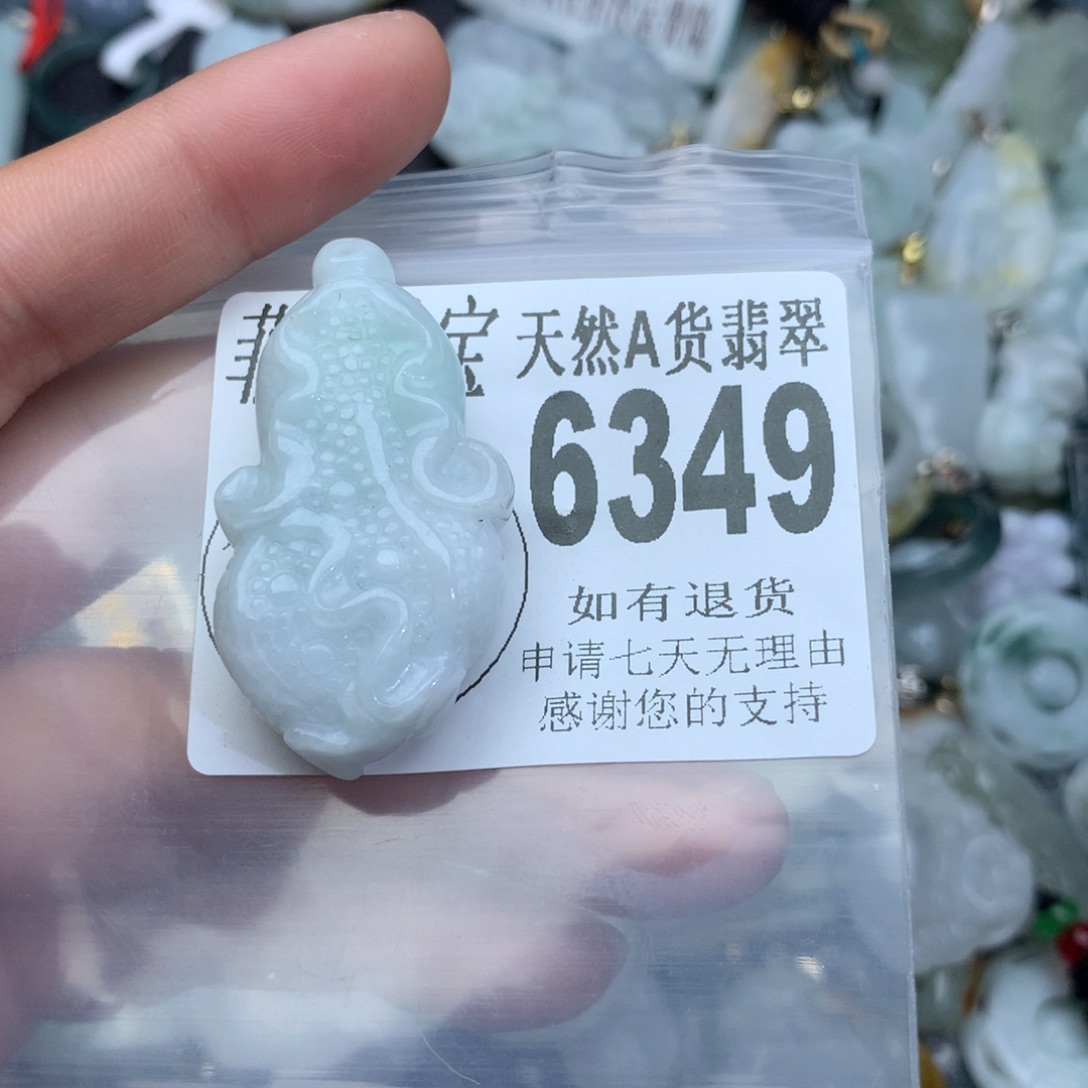 宝
天然A货翡翠
6349
如有退货
申请七天无理由
感谢您的支持